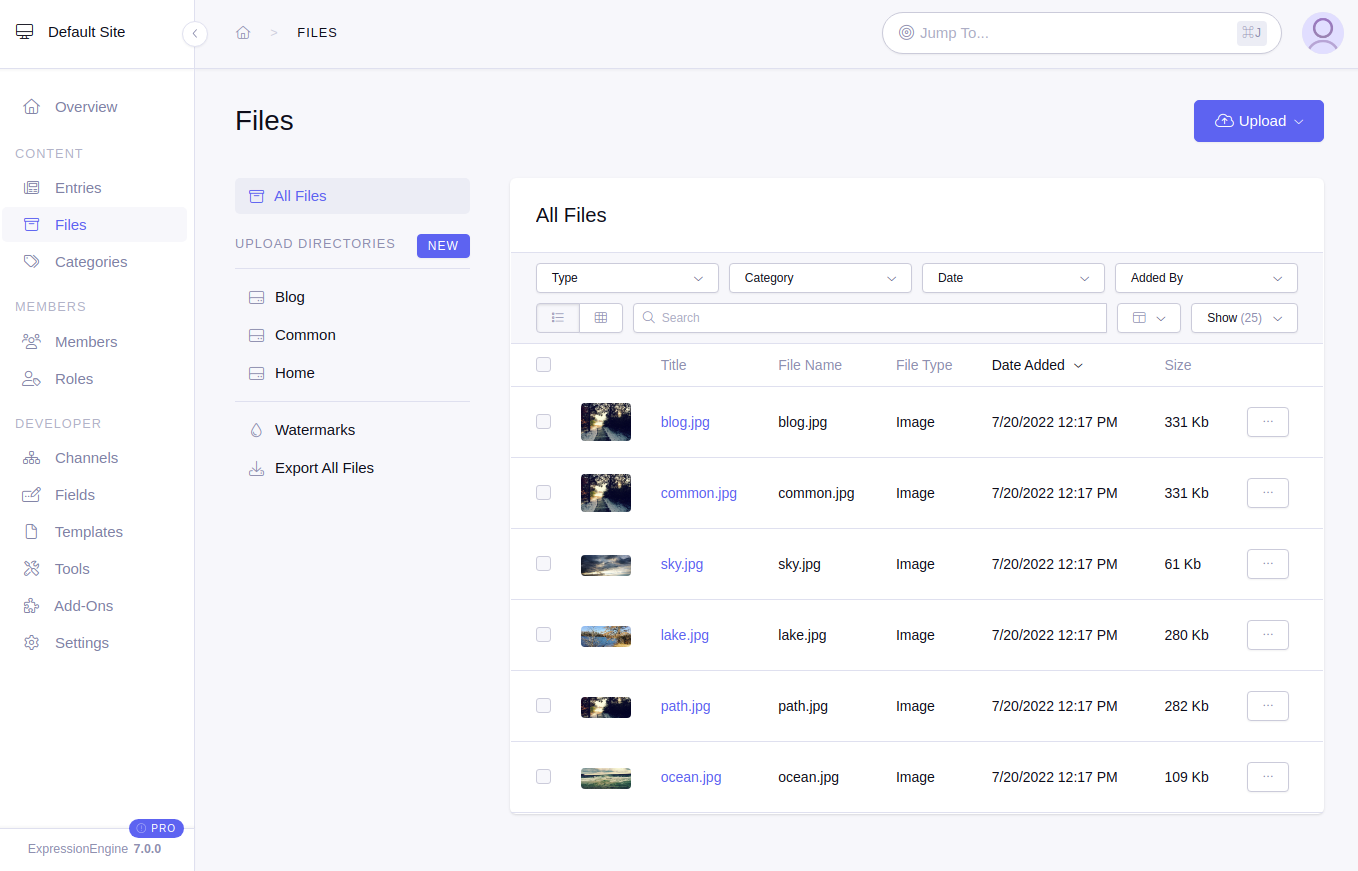 Default Site
FILES
Jump To...
⌘J
Overview
CONTENT
Entries
Files
Categories
MEMBERS
Members
Roles
DEVELOPER
Channels
Fields
Templates
Tools
Add-Ons
Settings
PRO
ExpressionEngine 7.0.0
Files
Upload
All Files
UPLOAD DIRECTORIES
NEW
Blog
Common
Home
Watermarks
Export All Files
All Files
Type Category Date Added By
Search
Show (25)
Title File Name File Type Date Added Size
blog.jpg blog.jpg Image 7/20/2022 12:17 PM 331 Kb
common.jpg common.jpg Image 7/20/2022 12:17 PM 331 Kb
sky.jpg sky.jpg Image 7/20/2022 12:17 PM 61 Kb
lake.jpg lake.jpg Image 7/20/2022 12:17 PM 280 Kb
path.jpg path.jpg Image 7/20/2022 12:17 PM 282 Kb
ocean.jpg ocean.jpg Image 7/20/2022 12:17 PM 109 Kb